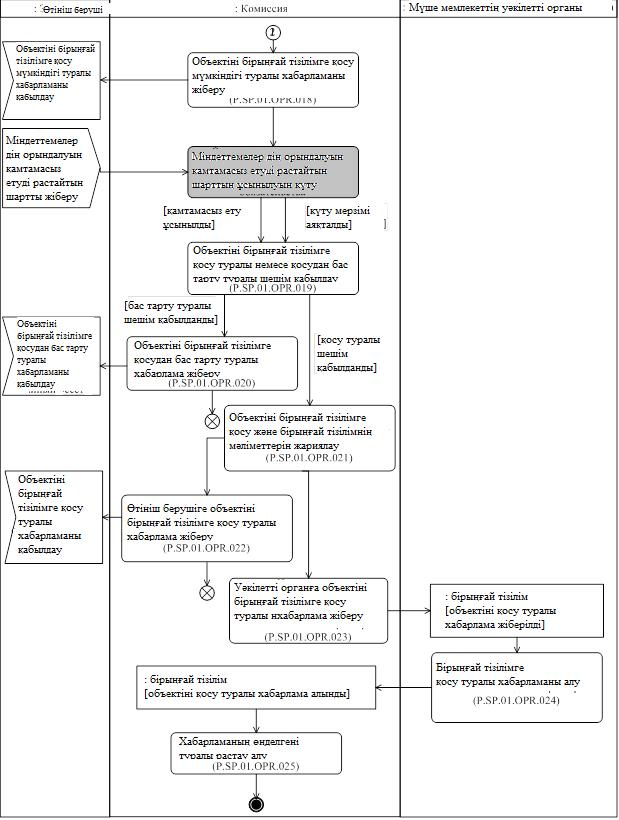 : Өтініш беруші
: Комиссия
: Мүше мемлекеттің уәкілетті органы
2
Объектіні бірыңғай
тізілімге қосу
мүмкіндігі туралы
хабарламаны
қабылдау
Объектіні бірыңғай тізілімге қосу
мүмкіндігі туралы хабарламаны
жіберу
(P.SP.01.OPR.018)
Міндеттемелер
дің орындалуын
қамтамасыз
етуді растайтын
шартты жіберу
Міндеттемелер дің орындалуын
қамтамасыз етуді растайтын
шарттың ұсынылуын күту
[қамтамасыз ету
ұсынылды]
[күту мерзімі
аяқталды]
]
Объектіні бірыңғай тізілімге
қосу туралы немесе қосудан бас
тарту туралы шешім қабылдау
(P.SP.01.OPR.019)
[бас тарту туралы
шешім қабылданды]
[қосу туралы
шешім
қабылданды]
Объектіні
бірыңғай тізілімге
қосудан бас тарту
туралы
хабарламаны
қабылдау
Объектіні бірыңғай тізілімге
қосудан бас тарту туралы
хабарлама жіберу
(P.SP.01.OPR.020)
Объектіні бірыңғай тізілімге
қосу және бірыңғай тізілімнің
мәліметтерін жариялау
(P.SP.01.OPR.021)
Объектіні
бірыңғай
тізілімге қосу
туралы
хабарламаны
қабылдау
Өтініш берушіге объектіні
бірыңғай тізілімге қосу туралы
хабарлама жіберу
(P.SP.01.OPR.022)
Уәкілетті органға объектіні
бірыңғай тізілімге қосу
туралы нхабарлама жіберу
(P.SP.01.OPR.023)
: бірыңғай тізілім
[объектіні қосу туралы
хабарлама жіберілді]
Бірыңғай тізілімге
қосу туралы хабарламаны алу
(P.SP.01.OPR.024)
: бірыңғай тізілім
[объектіні қосу туралы хабарлама алынды]
Хабарламаның өңделгені
туралы растау алу
(P.SP.01.OPR.025)